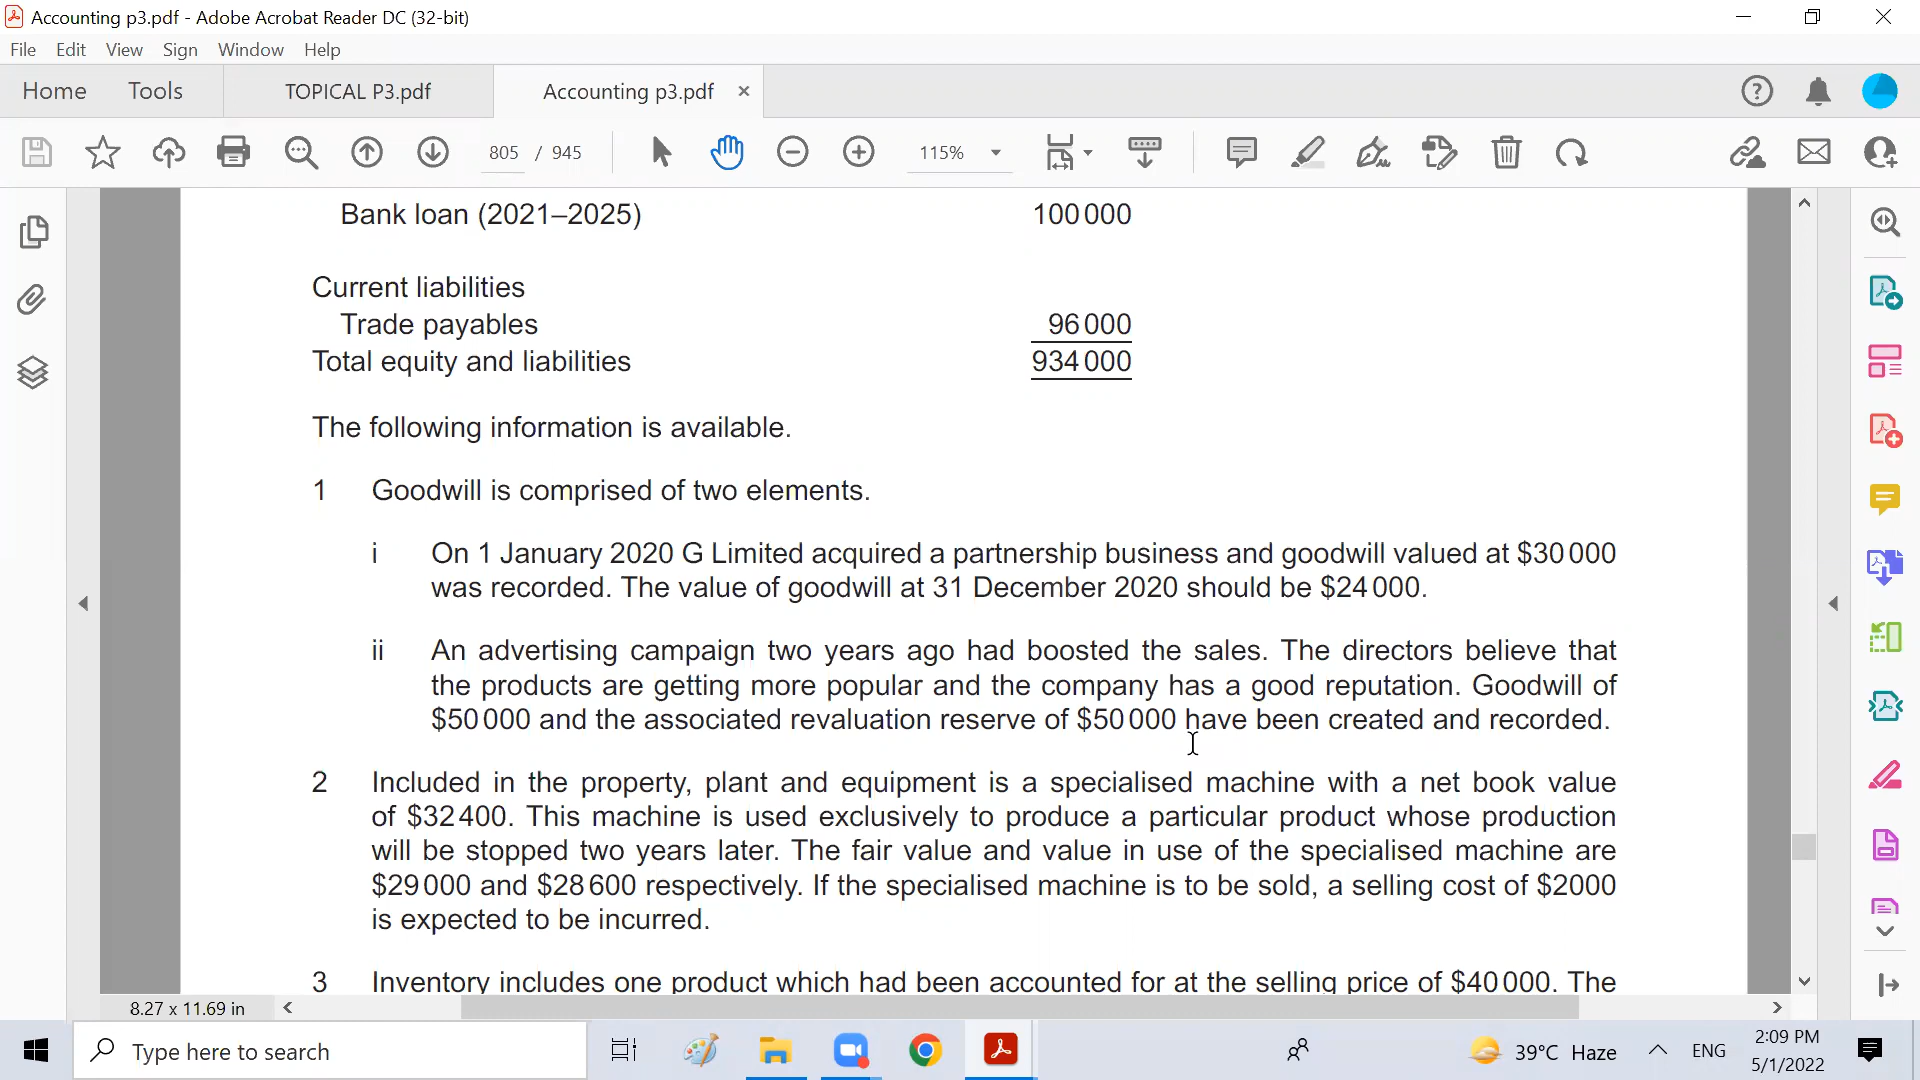 Accounting p3.pdf - Adobe Acrobat Reader DC (32-bit)
File Edit View Sign Window Help
Home Tools TOPICAL P3.pdf Accounting p3.pdf ×
805 / 945 115%
Bank loan (2021–2025) 100 000
Current liabilities
Trade payables 96 000
Total equity and liabilities 934 000
The following information is available.
1 Goodwill is comprised of two elements.
i On 1 January 2020 G Limited acquired a partnership business and goodwill valued at $30 000
was recorded. The value of goodwill at 31 December 2020 should be $24 000.
ii An advertising campaign two years ago had boosted the sales. The directors believe that
the products are getting more popular and the company has a good reputation. Goodwill of
$50 000 and the associated revaluation reserve of $50 000 have been created and recorded.
2 Included in the property, plant and equipment is a specialised machine with a net book value
of $32 400. This machine is used exclusively to produce a particular product whose production
will be stopped two years later. The fair value and value in use of the specialised machine are
$29 000 and $28 600 respectively. If the specialised machine is to be sold, a selling cost of $2000
is expected to be incurred.
3 Inventory includes one product which had been accounted for at the selling price of $40 000. The
8.27 x 11.69 in
Type here to search
39°C Haze ENG 2:09 PM
5/1/2022